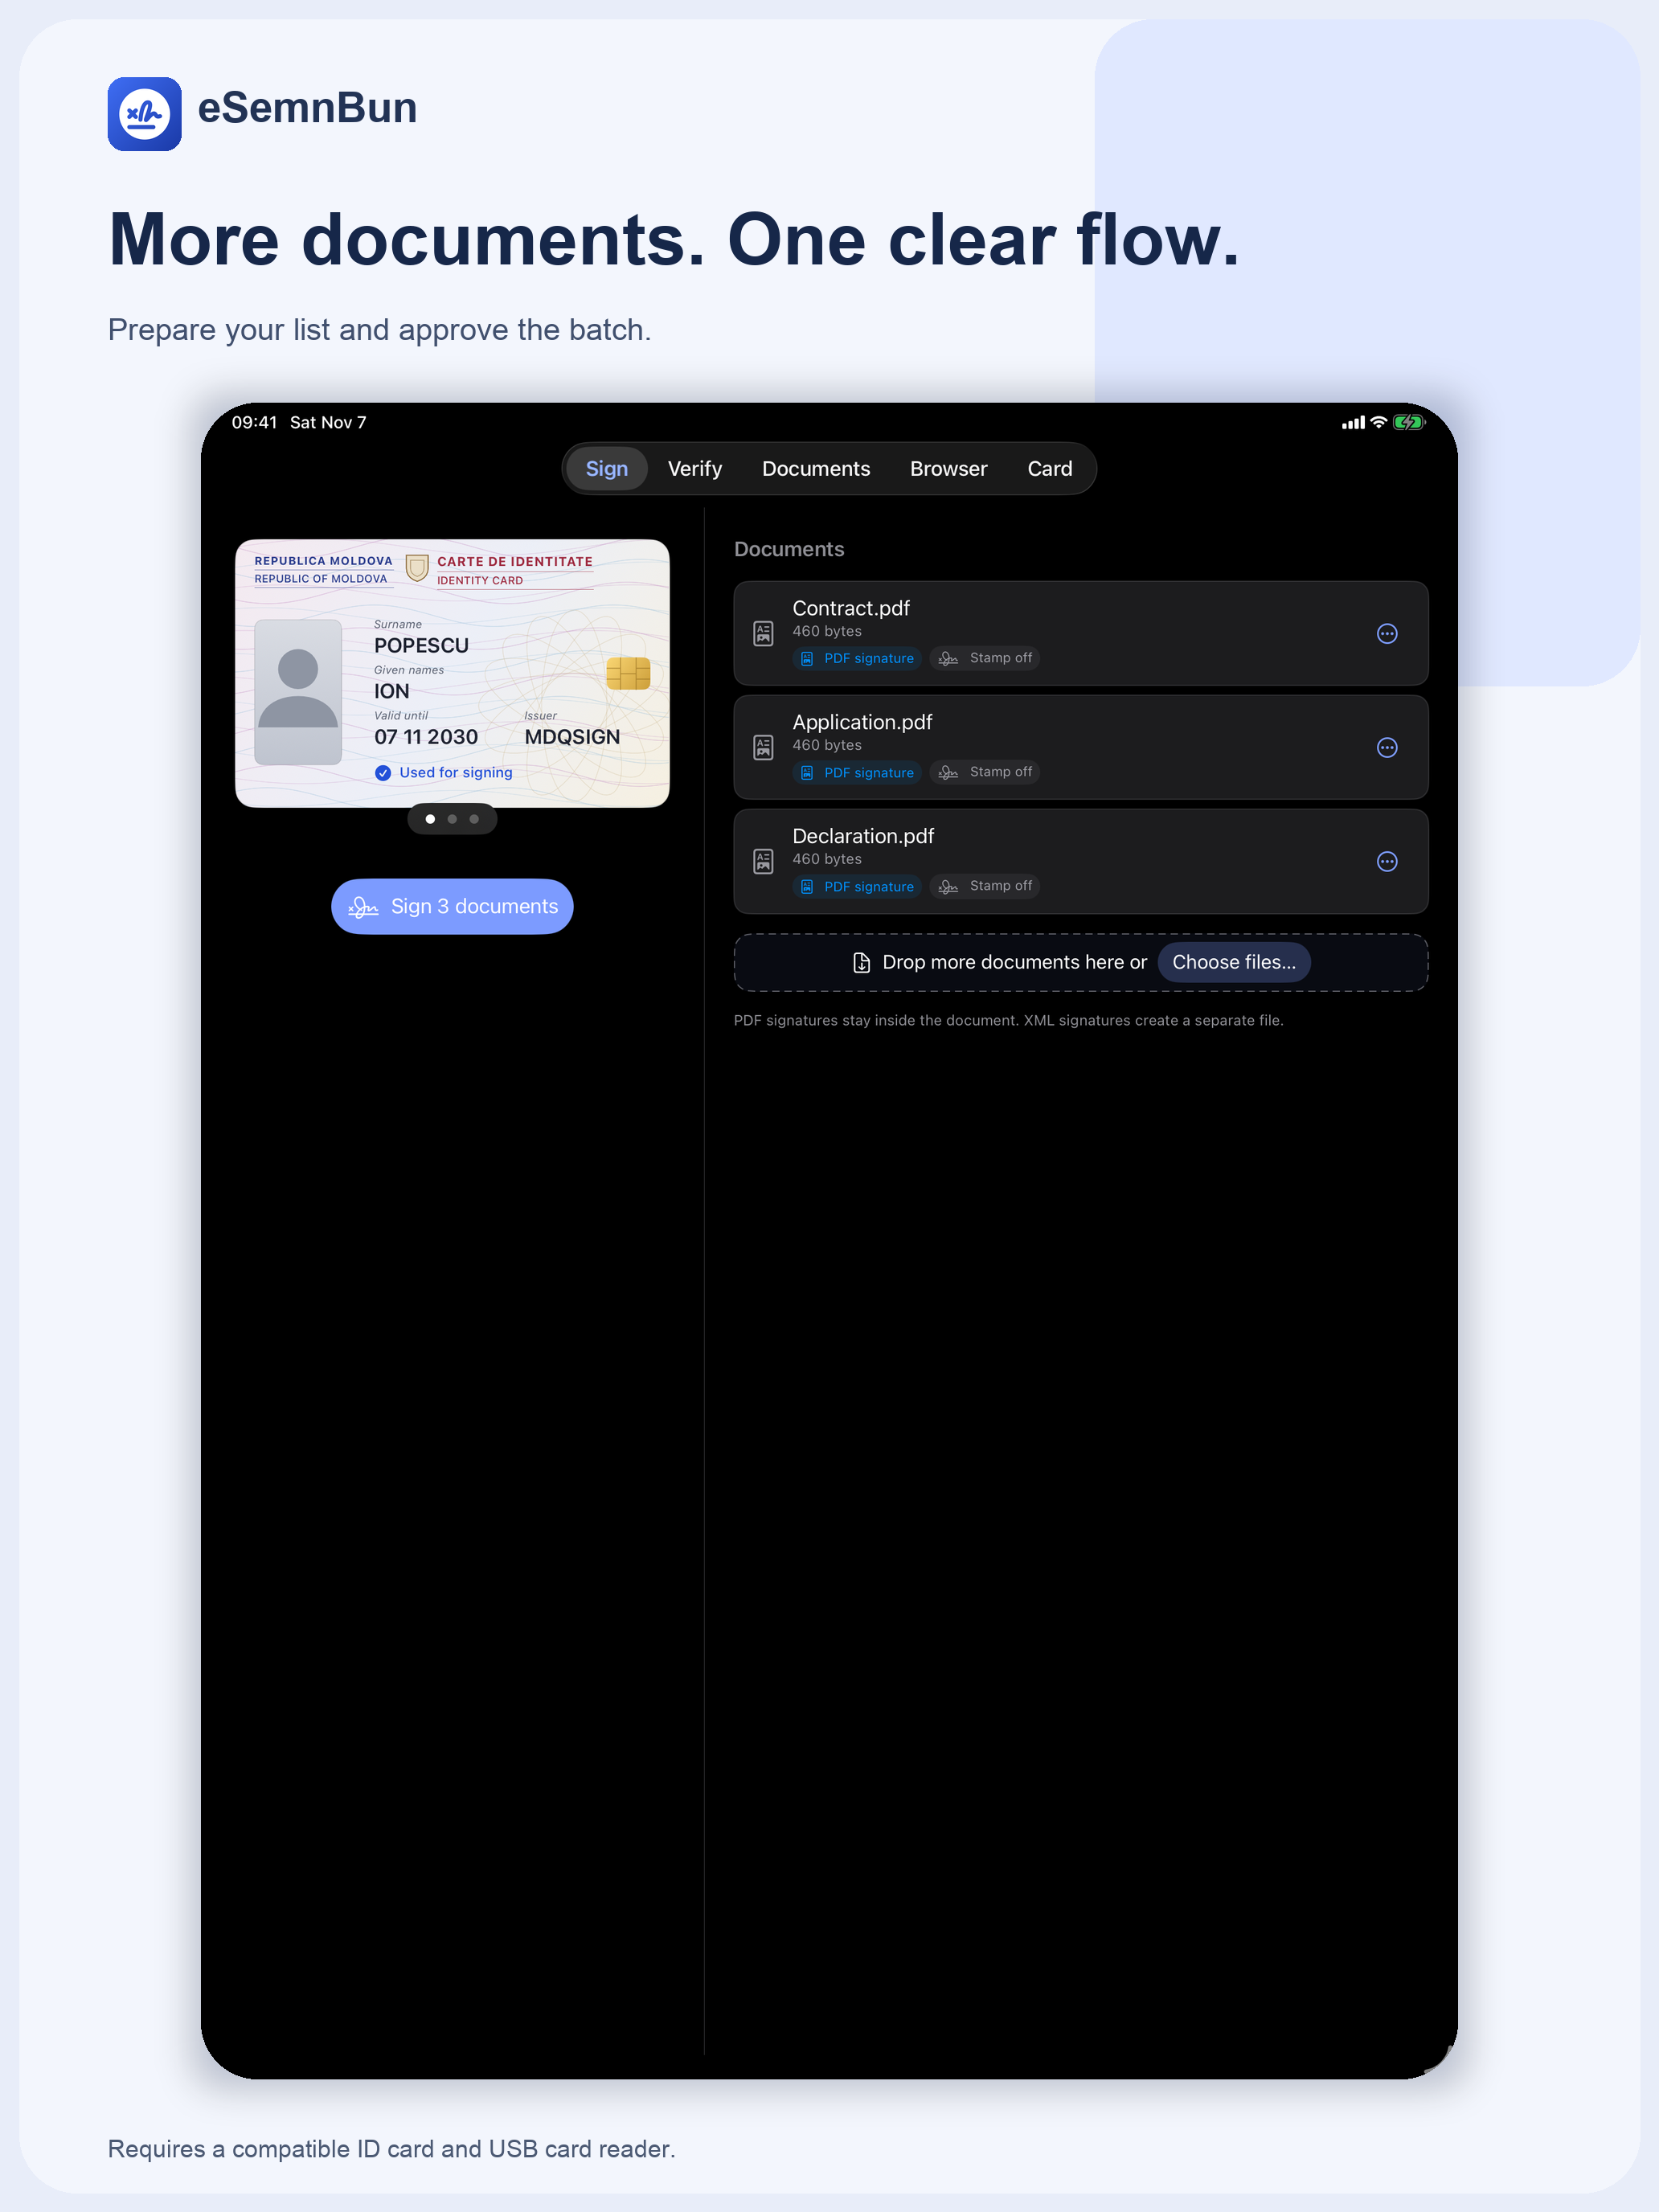 eSemnBun
More documents. One clear flow.
Prepare your list and approve the batch.
09:41 Sat Nov 7
Sign Verify Documents Browser Card
REPUBLICA MOLDOVA
REPUBLIC OF MOLDOVA
CARTE DE IDENTITATE
IDENTITY CARD
Surname
POPESCU
Given names
ION
Valid until Issuer
07 11 2030 MDQSIGN
Used for signing
Sign 3 documents
Documents
Contract.pdf
460 bytes
PDF signature Stamp off
Application.pdf
460 bytes
PDF signature Stamp off
Declaration.pdf
460 bytes
PDF signature Stamp off
Drop more documents here or Choose files...
PDF signatures stay inside the document. XML signatures create a separate file.
Requires a compatible ID card and USB card reader.